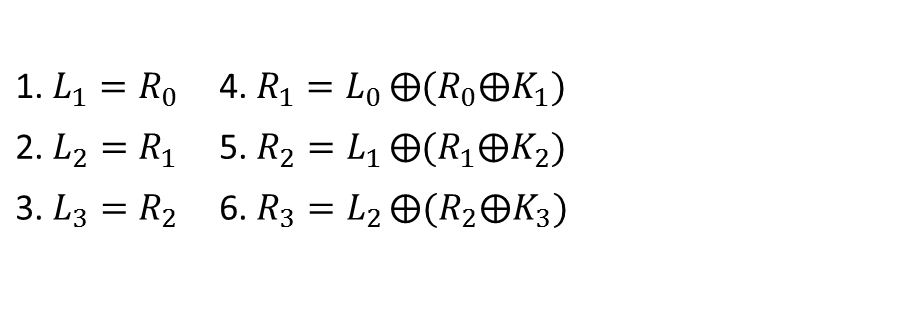 1. L₁ = R₀ 4. R₁ = L₀ ⊕(R₀⊕K₁)
2. L₂ = R₁ 5. R₂ = L₁ ⊕(R₁⊕K₂)
3. L₃ = R₂ 6. R₃ = L₂ ⊕(R₂⊕K₃)